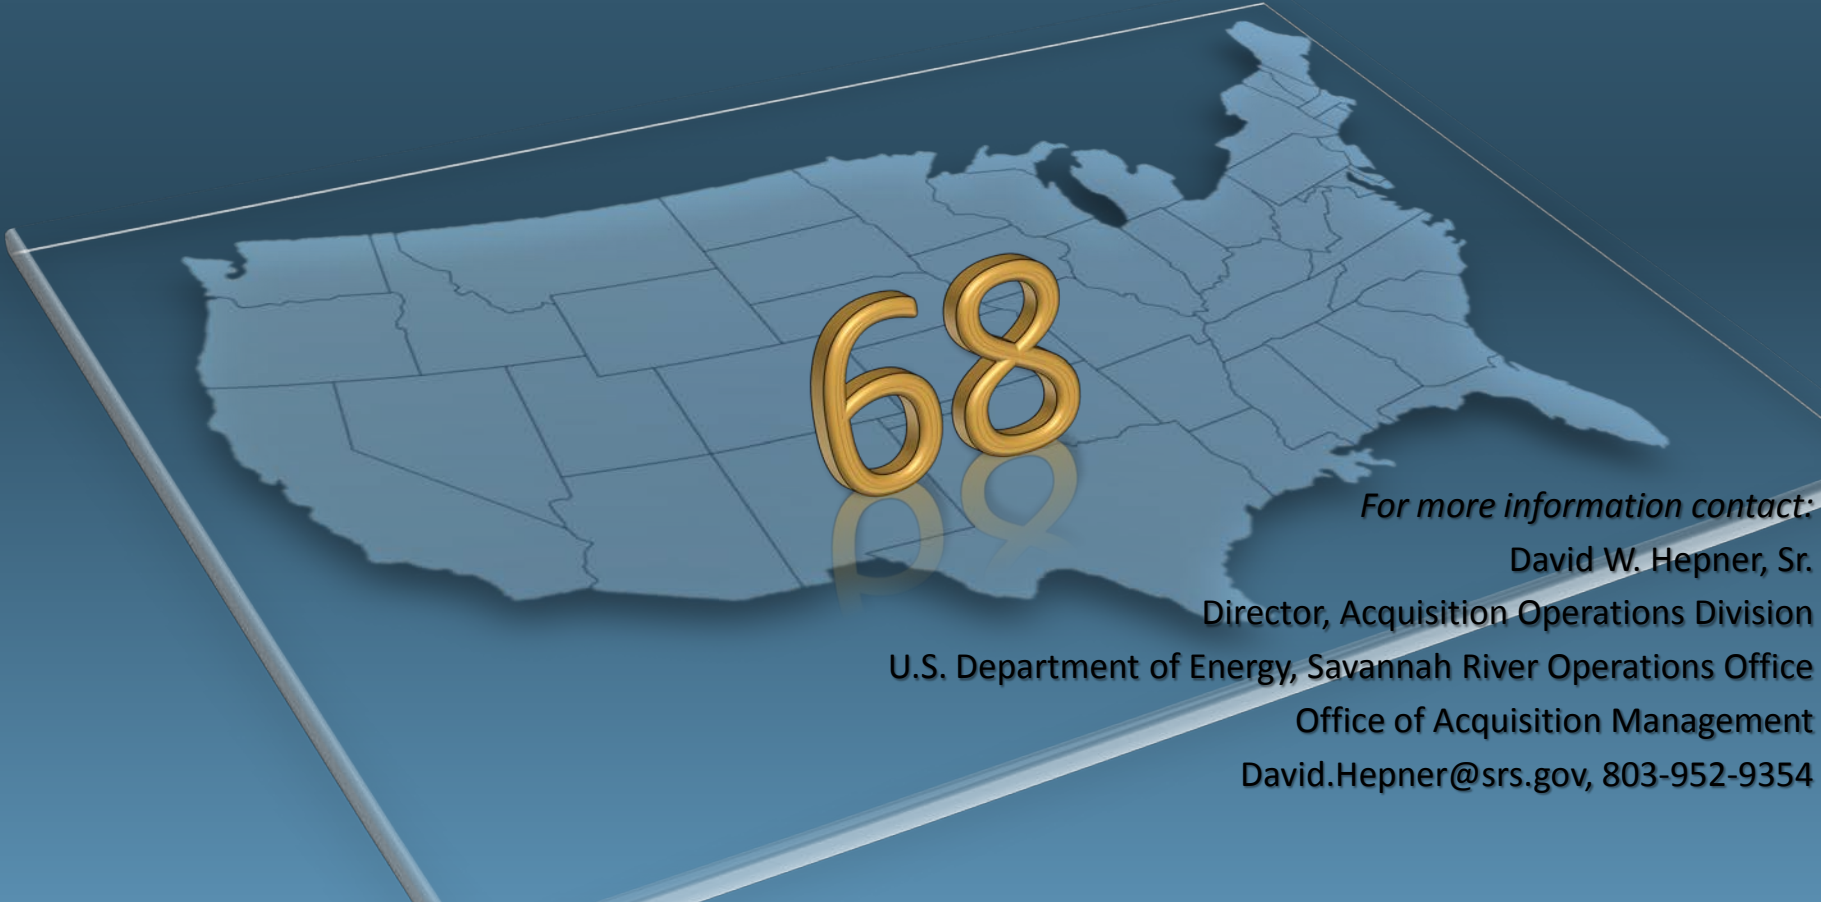 68
For more information contact:
David W. Hepner, Sr.
Director, Acquisition Operations Division
U.S. Department of Energy, Savannah River Operations Office
Office of Acquisition Management
David.Hepner@srs.gov, 803-952-9354